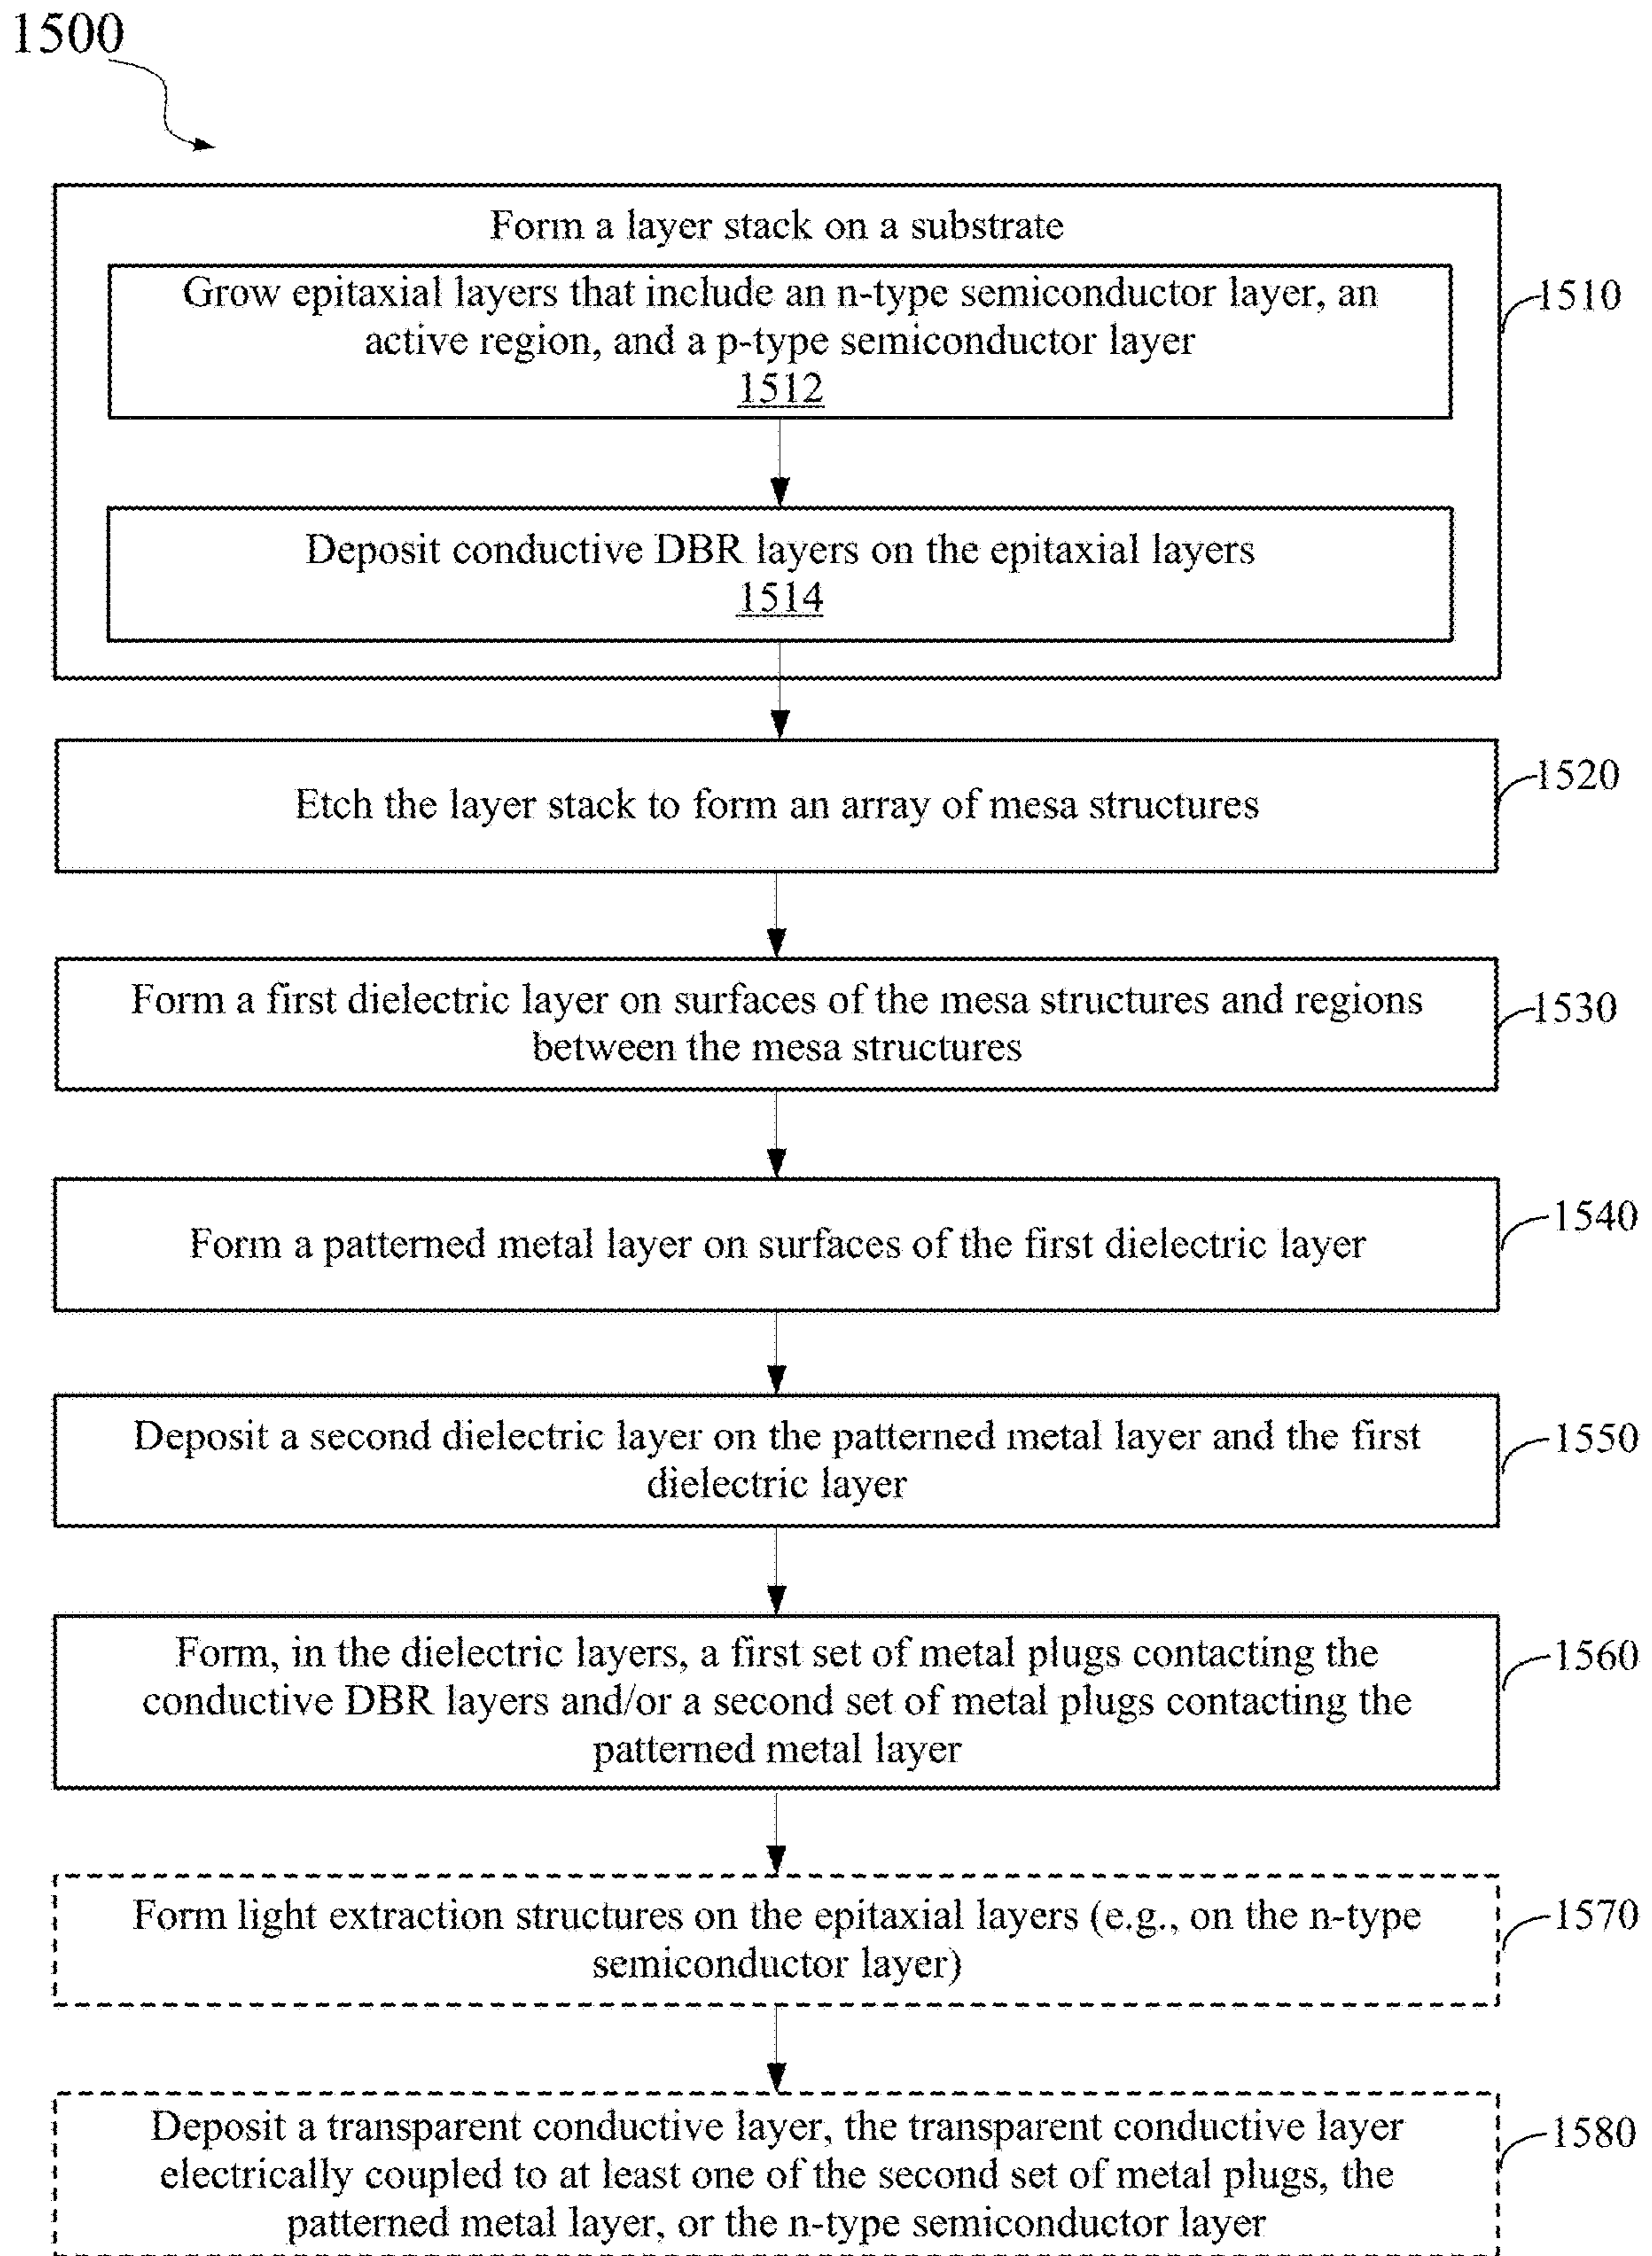 1500
Form a layer stack on a substrate
Grow epitaxial layers that include an n-type semiconductor layer, an
active region, and a p-type semiconductor layer
1512
1510
Deposit conductive DBR layers on the epitaxial layers
1514
Etch the layer stack to form an array of mesa structures
1520
Form a first dielectric layer on surfaces of the mesa structures and regions
between the mesa structures
1530
Form a patterned metal layer on surfaces of the first dielectric layer
1540
Deposit a second dielectric layer on the patterned metal layer and the first
dielectric layer
1550
Form, in the dielectric layers, a first set of metal plugs contacting the
conductive DBR layers and/or a second set of metal plugs contacting the
patterned metal layer
1560
Form light extraction structures on the epitaxial layers (e.g., on the n-type
semiconductor layer)
1570
Deposit a transparent conductive layer, the transparent conductive layer
electrically coupled to at least one of the second set of metal plugs, the
patterned metal layer, or the n-type semiconductor layer
1580